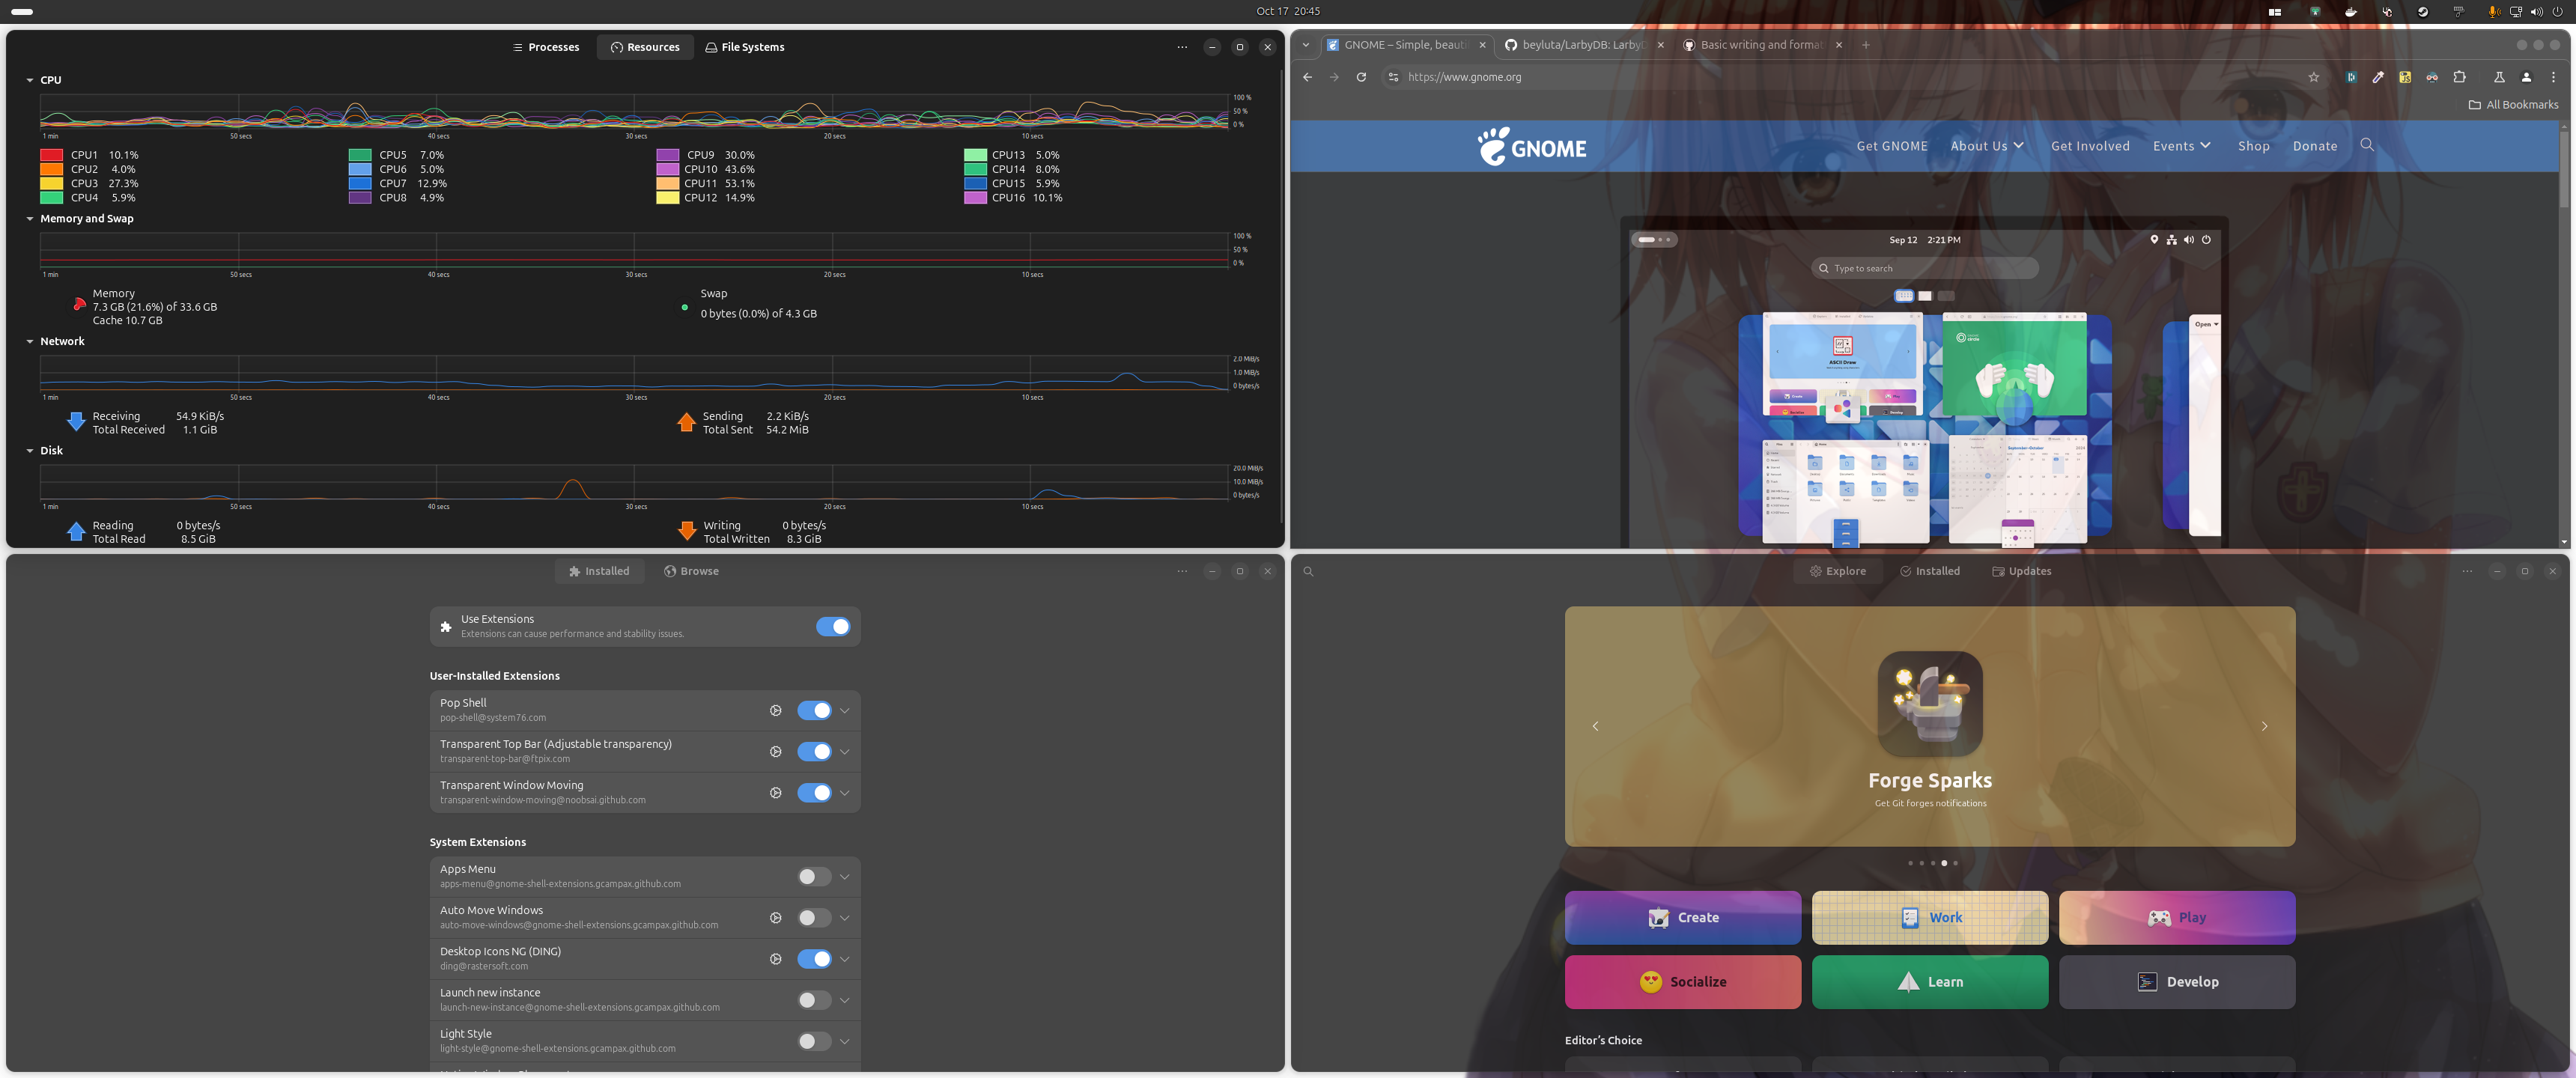 Oct 17 20:45
Processes
Resources
File Systems
CPU
100 %
50 %
0 %
1 min
50 secs
40 secs
30 secs
20 secs
10 secs
CPU1 10.1%
CPU5 7.0%
CPU9 30.0%
CPU13 5.0%
CPU2 4.0%
CPU6 5.0%
CPU10 43.6%
CPU14 8.0%
CPU3 27.3%
CPU7 12.9%
CPU11 53.1%
CPU15 5.9%
CPU4 5.9%
CPU8 4.9%
CPU12 14.9%
CPU16 10.1%
Memory and Swap
100 %
50 %
0 %
1 min
50 secs
40 secs
30 secs
20 secs
10 secs
Memory
7.3 GB (21.6%) of 33.6 GB
Cache 10.7 GB
Swap
0 bytes (0.0%) of 4.3 GB
Network
2.0 MiB/s
1.0 MiB/s
0 bytes/s
1 min
50 secs
40 secs
30 secs
20 secs
10 secs
Receiving 54.9 KiB/s
Total Received 1.1 GiB
Sending 2.2 KiB/s
Total Sent 54.2 MiB
Disk
20.0 MiB/s
10.0 MiB/s
0 bytes/s
1 min
50 secs
40 secs
30 secs
20 secs
10 secs
Reading 0 bytes/s
Total Read 8.5 GiB
Writing 0 bytes/s
Total Written 8.3 GiB
GNOME – Simple, beauti
beyluta/LarbyDB: LarbyD
Basic writing and format
https://www.gnome.org
All Bookmarks
GNOME
Get GNOME
About Us
Get Involved
Events
Shop
Donate
Sep 12 2:21 PM
Type to search
ASCII Draw
Open
Installed
Browse
Use Extensions
Extensions can cause performance and stability issues.
User-Installed Extensions
Pop Shell
pop-shell@system76.com
Transparent Top Bar (Adjustable transparency)
transparent-top-bar@ftpix.com
Transparent Window Moving
transparent-window-moving@noobsai.github.com
System Extensions
Apps Menu
apps-menu@gnome-shell-extensions.gcampax.github.com
Auto Move Windows
auto-move-windows@gnome-shell-extensions.gcampax.github.com
Desktop Icons NG (DING)
ding@rastersoft.com
Launch new instance
launch-new-instance@gnome-shell-extensions.gcampax.github.com
Light Style
light-style@gnome-shell-extensions.gcampax.github.com
Explore
Installed
Updates
Forge Sparks
Get Git forges notifications
Create
Work
Play
Socialize
Learn
Develop
Editor's Choice